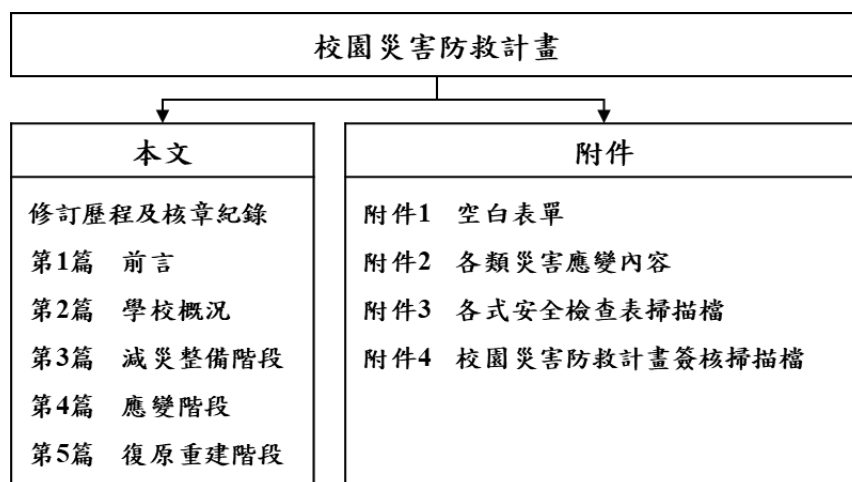 校園災害防救計畫
本文
修訂歷程及核章紀錄
第1篇 前言
第2篇 學校概況
第3篇 減災整備階段
第4篇 應變階段
第5篇 復原重建階段
附件
附件1 空白表單
附件2 各類災害應變內容
附件3 各式安全檢查表掃描檔
附件4 校園災害防救計畫簽核掃描檔